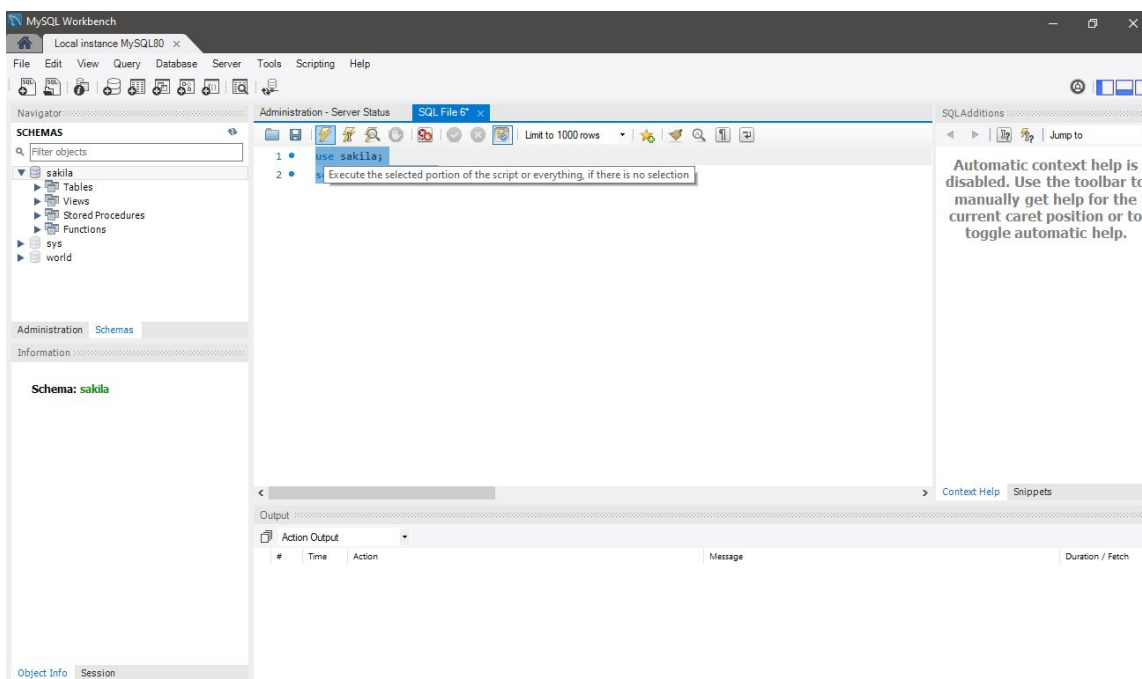 MySQL Workbench
Local instance MySQL80
File Edit View Query Database Server Tools Scripting Help
Navigator
SCHEMAS
Filter objects
sakila
Tables
Views
Stored Procedures
Functions
sys
world
Administration Schemas
Information
Schema: sakila
Object Info Session
Administration - Server Status SQL File 6*
Limit to 1000 rows
1 use sakila;
2
Execute the selected portion of the script or everything, if there is no selection
Output
Action Output
# Time Action Message Duration / Fetch
SQLAdditions
Jump to
Automatic context help is
disabled. Use the toolbar to
manually get help for the
current caret position or to
toggle automatic help.
Context Help Snippets